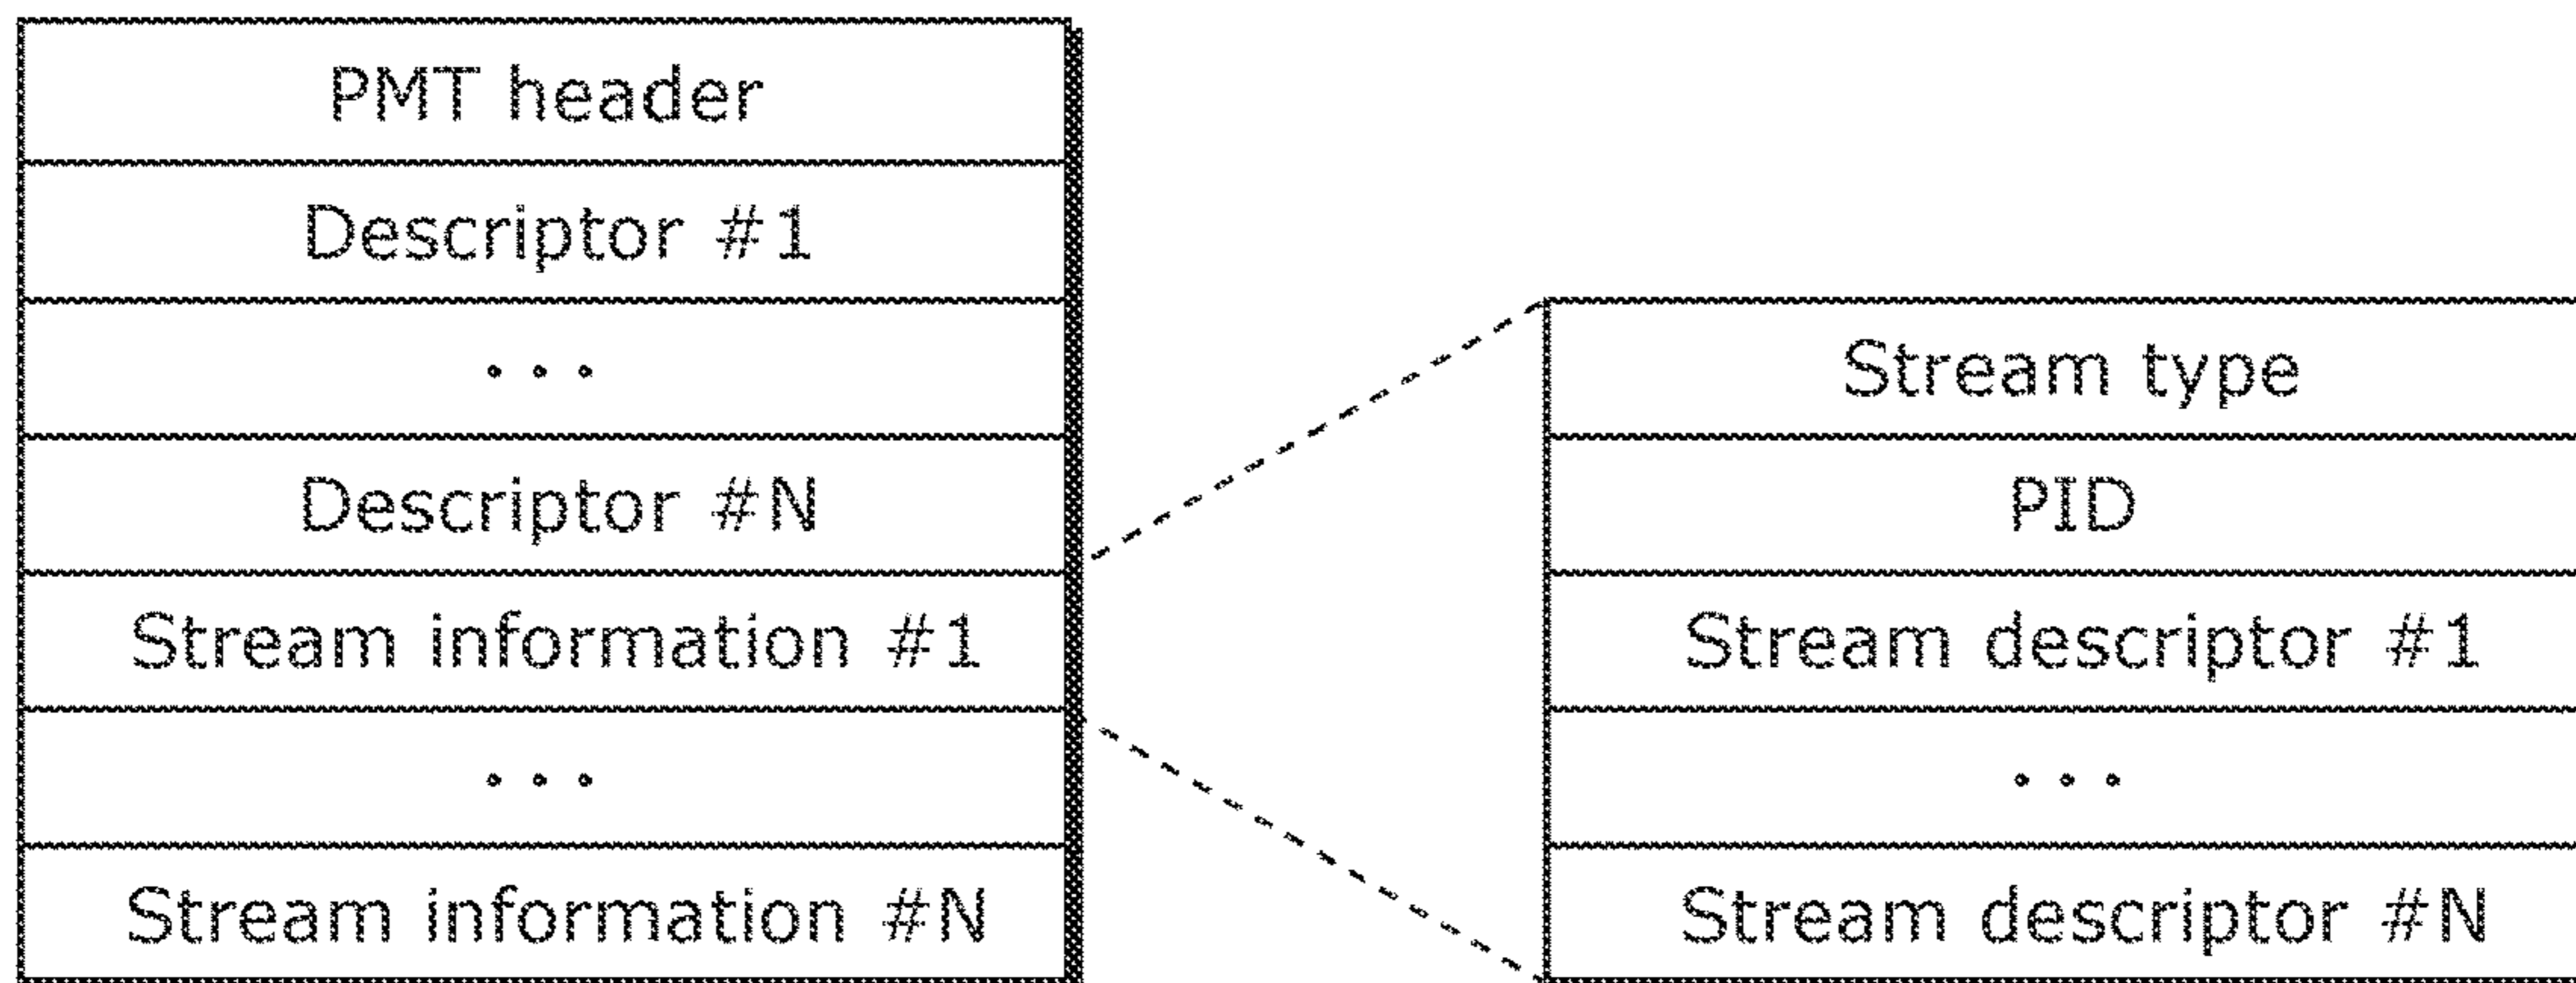 PMT header
Descriptor #1
...
Descriptor #N
Stream information #1
...
Stream information #N
Stream type
PID
Stream descriptor #1
...
Stream descriptor #N